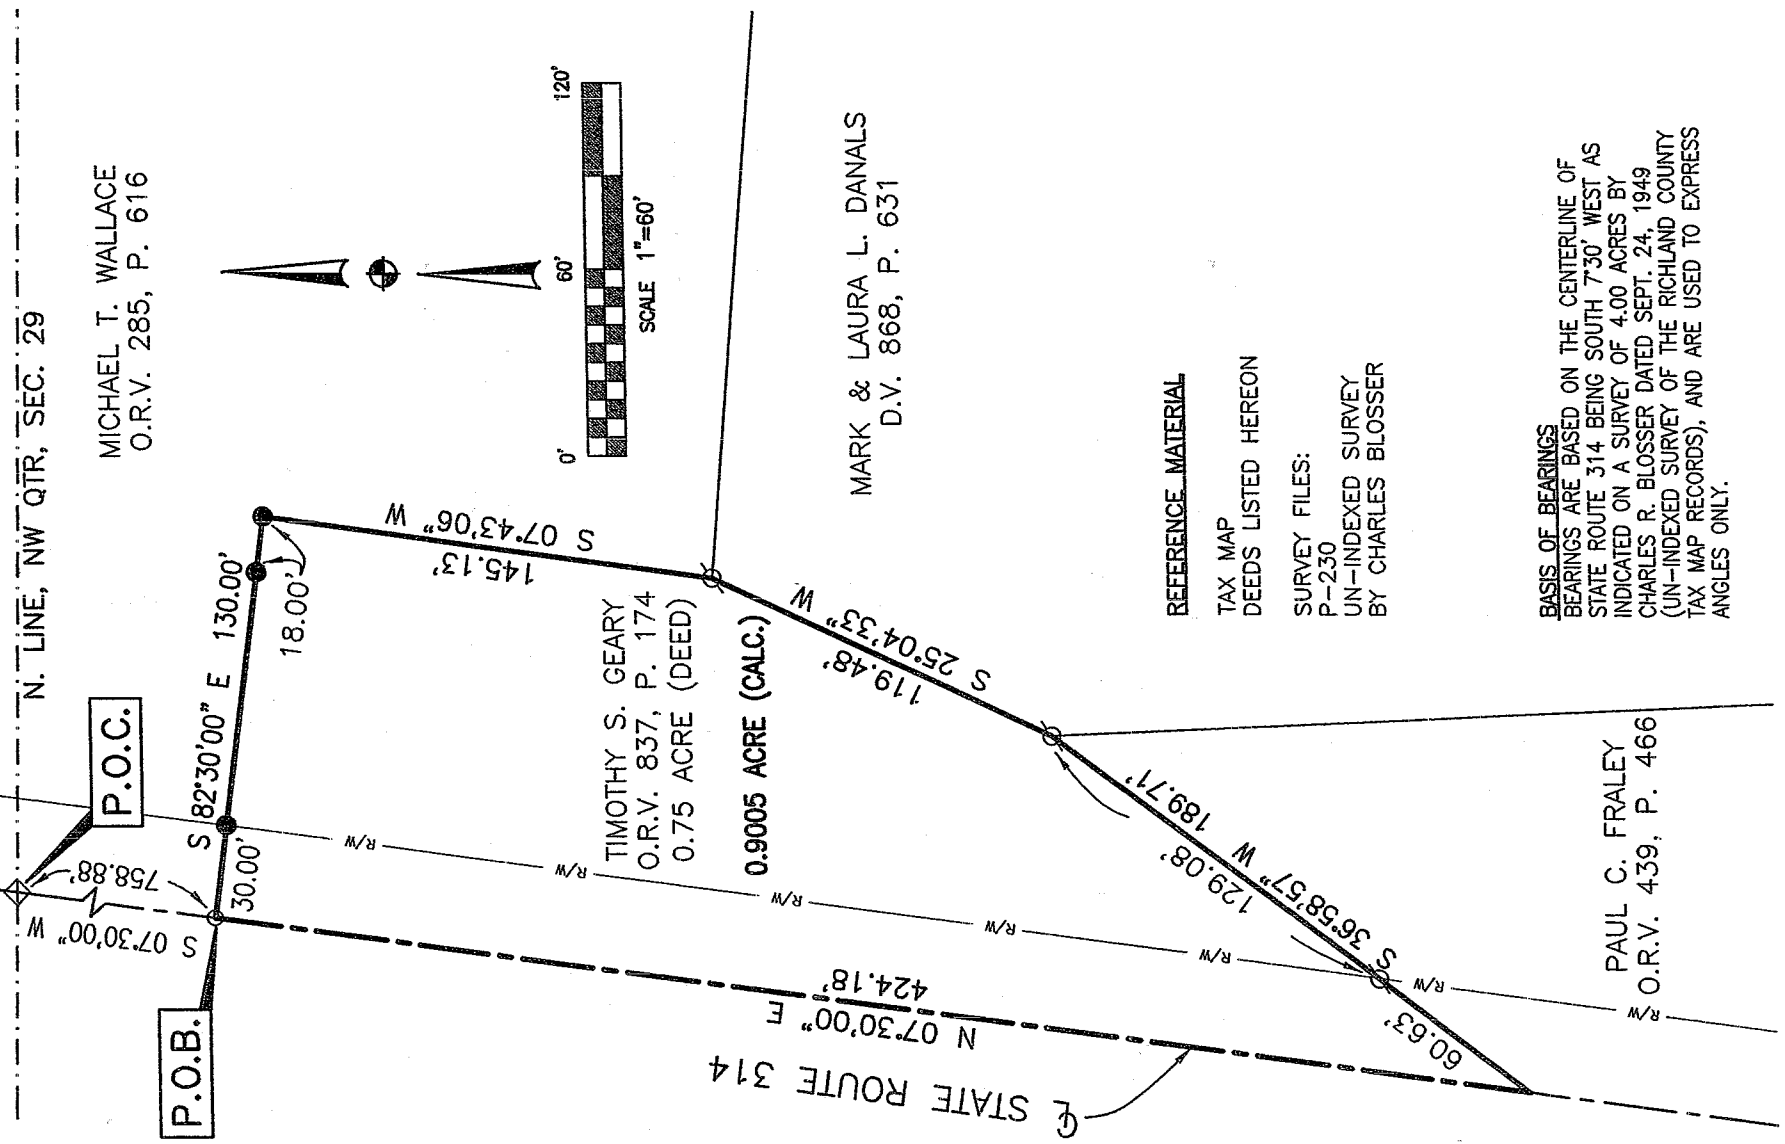 N. LINE, NW QTR, SEC. 29
MICHAEL T. WALLACE
O.R.V. 285, P. 616
P.O.C.
758.88'
S 07°30'00" W
P.O.B.
S 82°30'00" E 130.00'
30.00'
18.00'
S 07°43'06" W
145.13'
0'
60'
120'
SCALE 1"=60'
TIMOTHY S. GEARY
O.R.V. 837, P. 174
0.75 ACRE (DEED)
0.9005 ACRE (CALC.)
MARK & LAURA L. DANALS
D.V. 868, P. 631
S 25°04'33" W
119.48'
R/W
R/W
R/W
R/W
R/W
R/W
R/W
N 07°30'00" E
424.18'
℄ STATE ROUTE 314
189.71'
129.08'
S 36°58'57" W
60.63'
PAUL C. FRALEY
O.R.V. 439, P. 466
REFERENCE MATERIAL
TAX MAP
DEEDS LISTED HEREON
SURVEY FILES:
P-230
UN-INDEXED SURVEY
BY CHARLES BLOSSER
BASIS OF BEARINGS
BEARINGS ARE BASED ON THE CENTERLINE OF
STATE ROUTE 314 BEING SOUTH 7°30' WEST AS
INDICATED ON A SURVEY OF 4.00 ACRES BY
CHARLES R. BLOSSER DATED SEPT. 24, 1949
(UN-INDEXED SURVEY OF THE RICHLAND COUNTY
TAX MAP RECORDS), AND ARE USED TO EXPRESS
ANGLES ONLY.